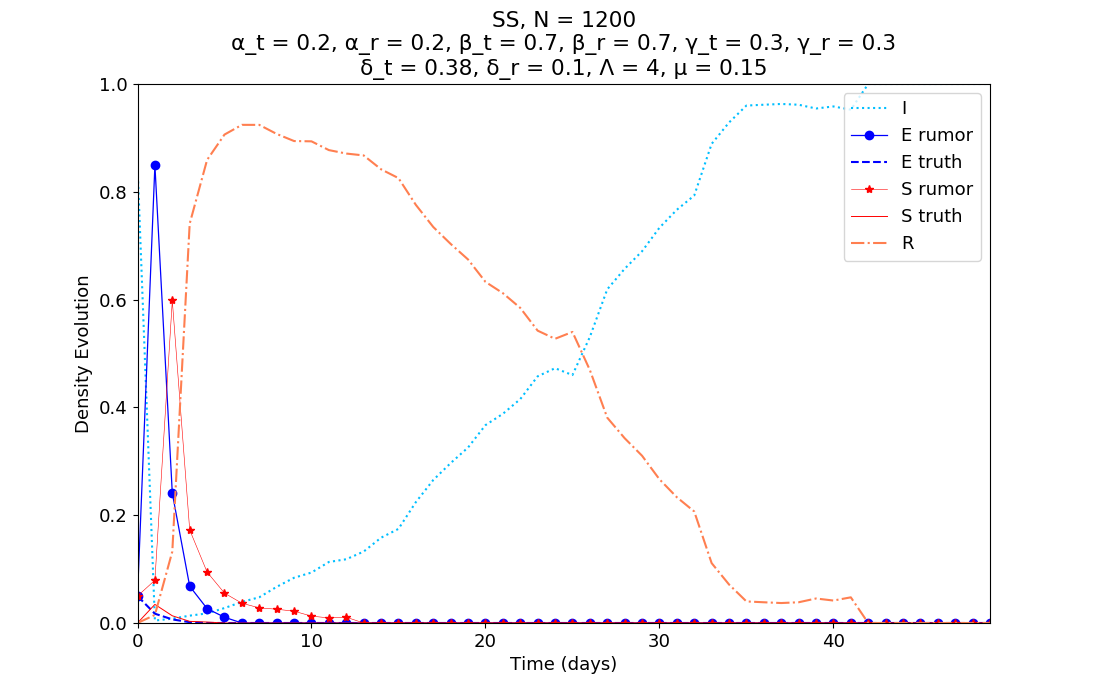 SS, N = 1200
α_t = 0.2, α_r = 0.2, β_t = 0.7, β_r = 0.7, γ_t = 0.3, γ_r = 0.3
δ_t = 0.38, δ_r = 0.1, Λ = 4, μ = 0.15
1.0
0.8
0.6
0.4
0.2
0.0
Density Evolution
I
E rumor
E truth
S rumor
S truth
R
0
10
20
30
40
Time (days)